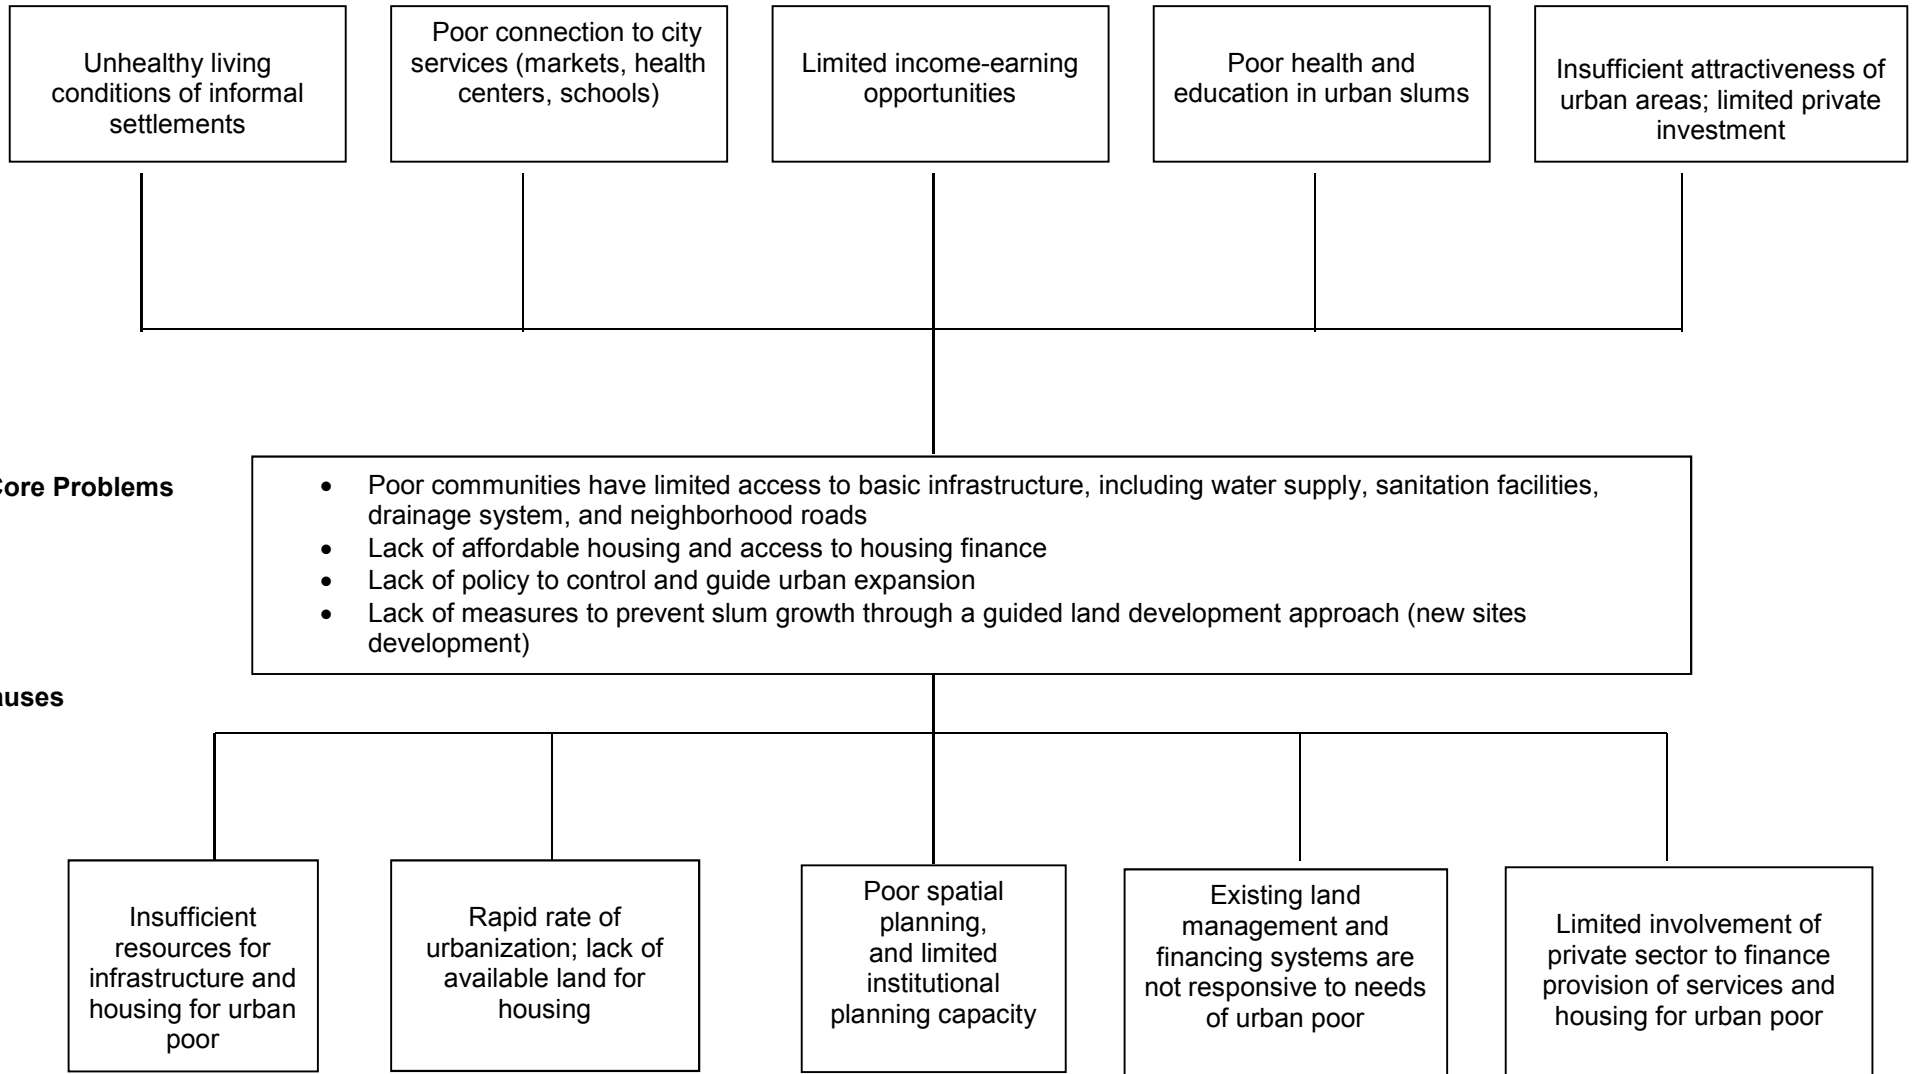 Unhealthy living
conditions of informal
settlements
Poor connection to city
services (markets, health
centers, schools)
Limited income-earning
opportunities
Poor health and
education in urban slums
Insufficient attractiveness of
urban areas; limited private
investment
Core Problems
• Poor communities have limited access to basic infrastructure, including water supply, sanitation facilities,
drainage system, and neighborhood roads
• Lack of affordable housing and access to housing finance
• Lack of policy to control and guide urban expansion
• Lack of measures to prevent slum growth through a guided land development approach (new sites
development)
auses
Insufficient
resources for
infrastructure and
housing for urban
poor
Rapid rate of
urbanization; lack of
available land for
housing
Poor spatial
planning,
and limited
institutional
planning capacity
Existing land
management and
financing systems are
not responsive to needs
of urban poor
Limited involvement of
private sector to finance
provision of services and
housing for urban poor